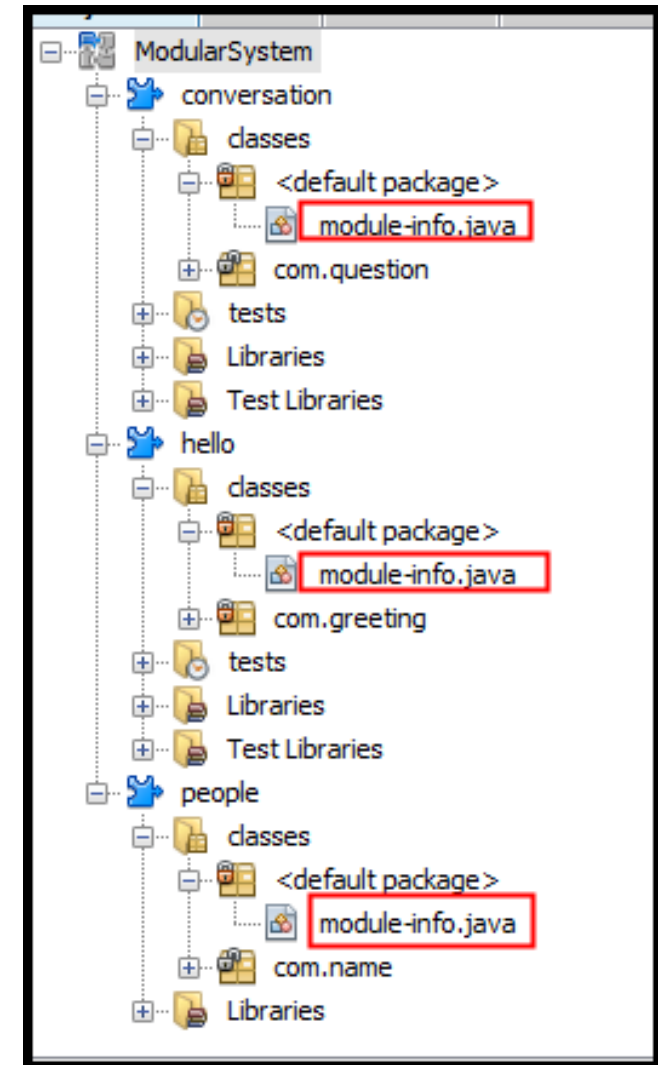 ModularSystem
conversation
classes
<default package>
module-info.java
com.question
tests
Libraries
Test Libraries
hello
classes
<default package>
module-info.java
com.greeting
tests
Libraries
Test Libraries
people
classes
<default package>
module-info.java
com.name
Libraries